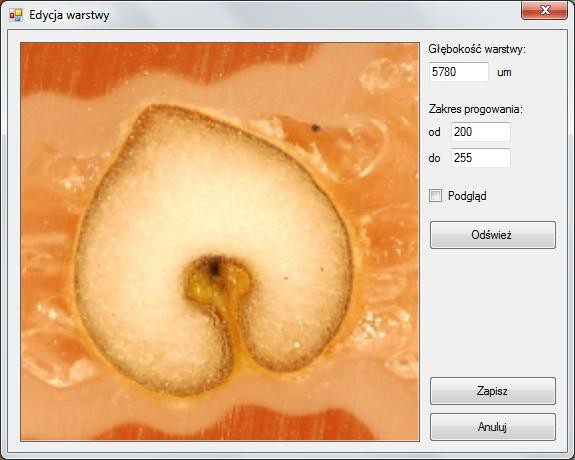 Edycja warstwy
Głębokość warstwy:
5780 um
Zakres progowania:
od 200
do 255
Podgląd
Odśwież
Zapisz
Anuluj